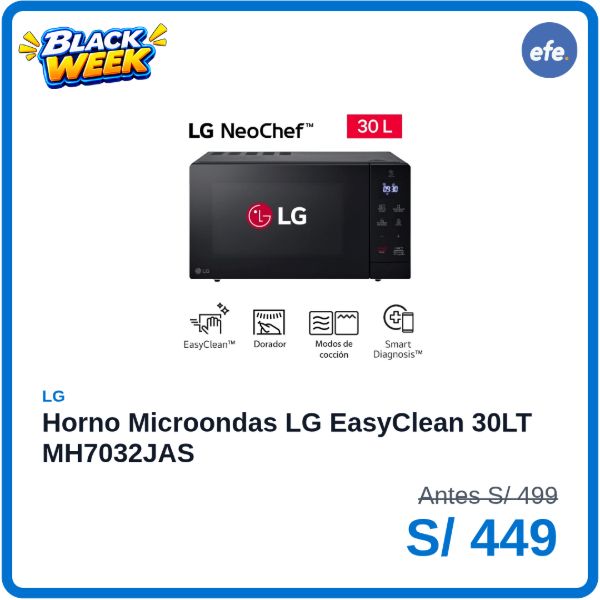 BLACK
WEEK
efe.
LG NeoChef™
30 L
LG
LG
EasyClean™
Dorador
Modos de
cocción
Smart
Diagnosis™
LG
Horno Microondas LG EasyClean 30LT
MH7032JAS
Antes S/ 499
S/ 449